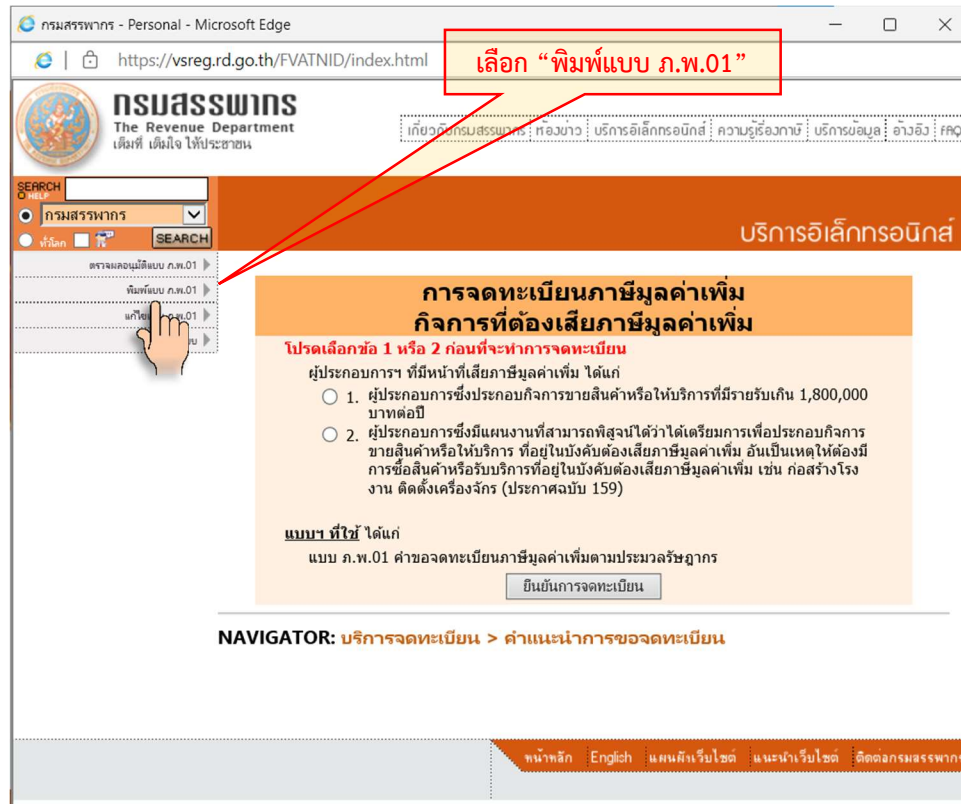 กรมสรรพากร - Personal - Microsoft Edge
https://vsreg.rd.go.th/FVATNID/index.html
เลือก “พิมพ์แบบ ภ.พ.01”
กรมสรรพากร
The Revenue Department
เต็มที่ เต็มใจ ให้ประชาชน
เกี่ยวกับกรมสรรพากร ห้องข่าว บริการอิเล็กทรอนิกส์ ความรู้เรื่องภาษี บริการข้อมูล อ้างอิง FAQ
SEARCH
HELP
กรมสรรพากร
ทั่วโลก SEARCH
บริการอิเล็กทรอนิกส์
ตรวจผลอนุมัติแบบ ภ.พ.01
พิมพ์แบบ ภ.พ.01
แก้ไข ภ.พ.01
การจดทะเบียนภาษีมูลค่าเพิ่ม
กิจการที่ต้องเสียภาษีมูลค่าเพิ่ม
โปรดเลือกข้อ 1 หรือ 2 ก่อนที่จะทำการจดทะเบียน
ผู้ประกอบการฯ ที่มีหน้าที่เสียภาษีมูลค่าเพิ่ม ได้แก่
1. ผู้ประกอบการซึ่งประกอบกิจการขายสินค้าหรือให้บริการที่มีรายรับเกิน 1,800,000
บาทต่อปี
2. ผู้ประกอบการซึ่งมีแผนงานที่สามารถพิสูจน์ได้ว่าได้เตรียมการเพื่อประกอบกิจการ
ขายสินค้าหรือให้บริการ ที่อยู่ในบังคับต้องเสียภาษีมูลค่าเพิ่ม อันเป็นเหตุให้ต้องมี
การซื้อสินค้าหรือรับบริการที่อยู่ในบังคับต้องเสียภาษีมูลค่าเพิ่ม เช่น ก่อสร้างโรง
งาน ติดตั้งเครื่องจักร (ประกาศฉบับ 159)
แบบฯ ที่ใช้ ได้แก่
แบบ ภ.พ.01 คำขอจดทะเบียนภาษีมูลค่าเพิ่มตามประมวลรัษฎากร
ยืนยันการจดทะเบียน
NAVIGATOR: บริการจดทะเบียน > คำแนะนำการขอจดทะเบียน
หน้าหลัก English แผนผังเว็บไซต์ แนะนำเว็บไซต์ ติดต่อกรมสรรพากร